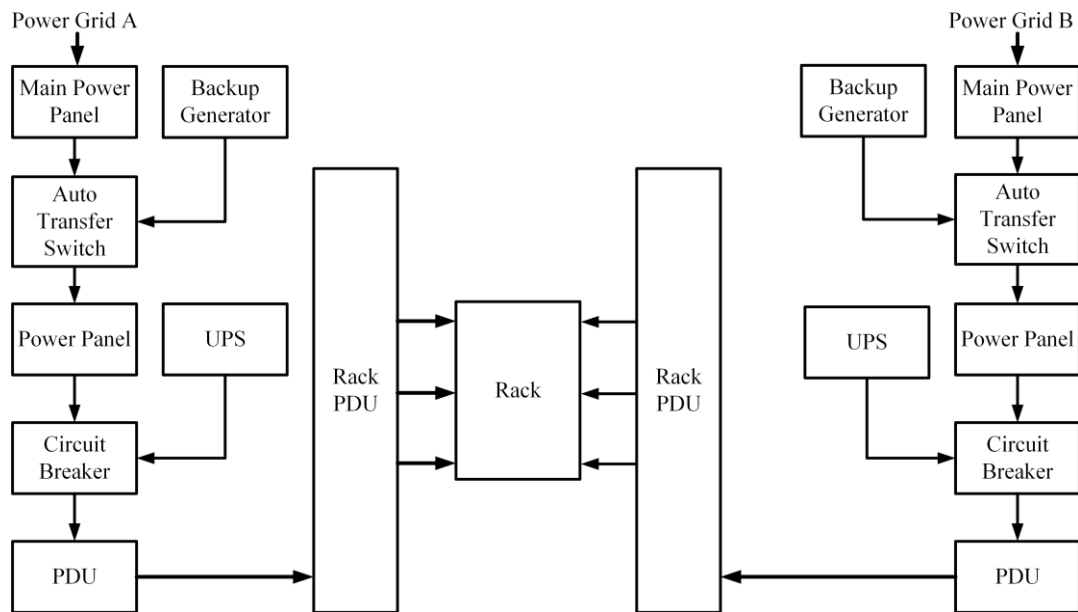 Power Grid A
Main Power
Panel
Backup
Generator
Auto
Transfer
Switch
Power Panel
UPS
Circuit
Breaker
PDU
Rack
PDU
Rack
Rack
PDU
Power Grid B
Backup
Generator
Main Power
Panel
Auto
Transfer
Switch
UPS
Power Panel
Circuit
Breaker
PDU